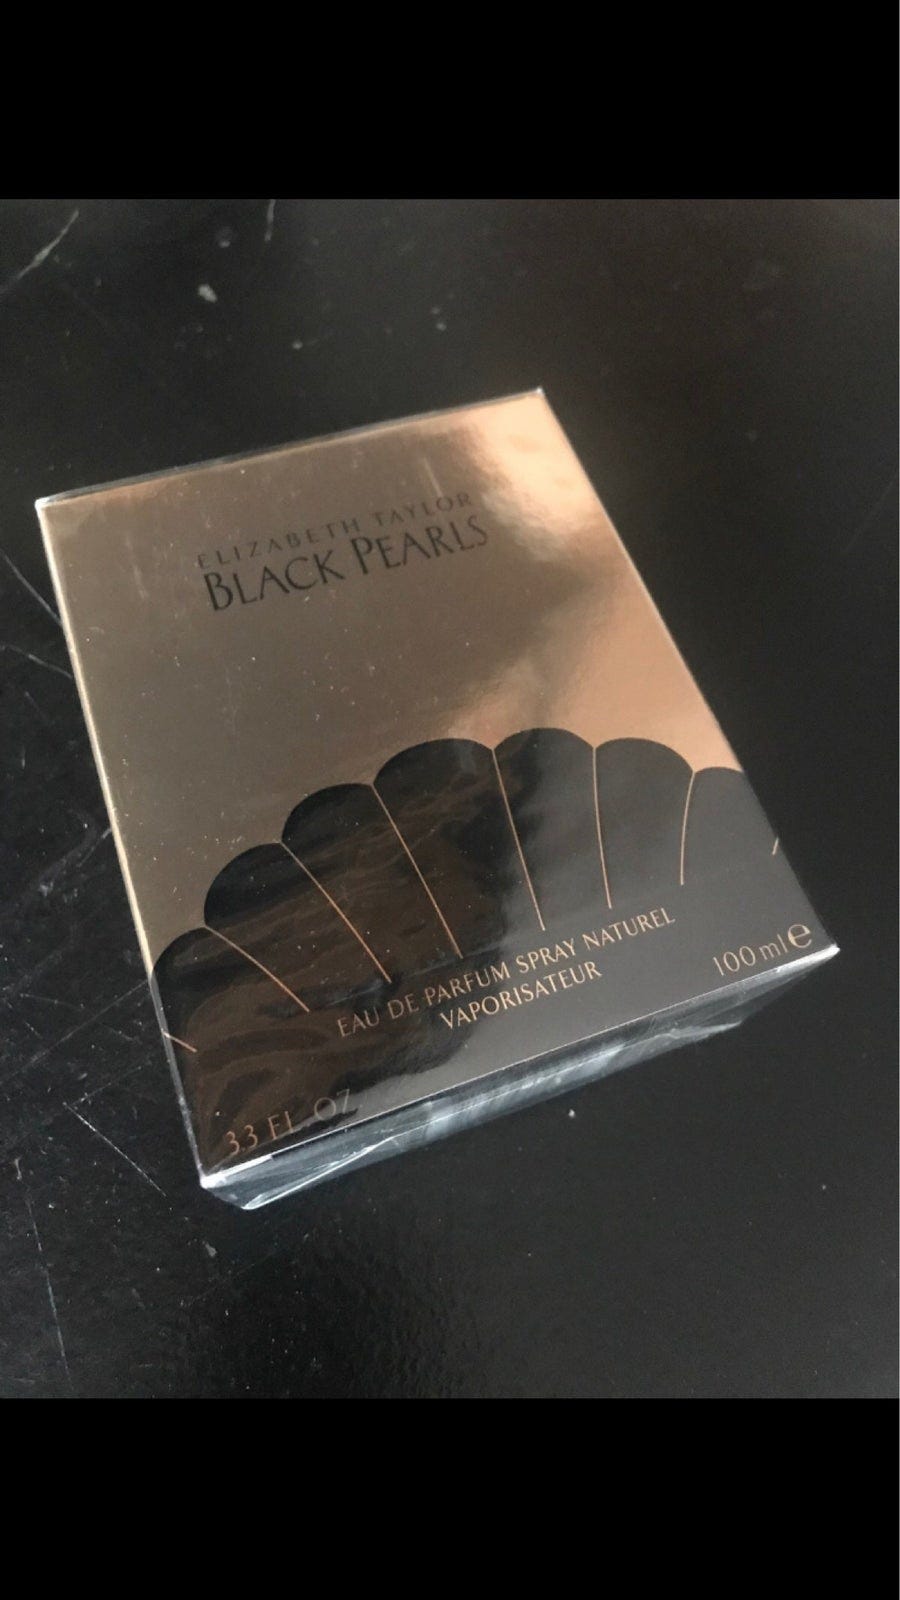 ELIZABETH TAYLOR
BLACK PEARLS
EAU DE PARFUM SPRAY NATUREL
VAPORISATEUR
100 ml e
3.3 FL OZ